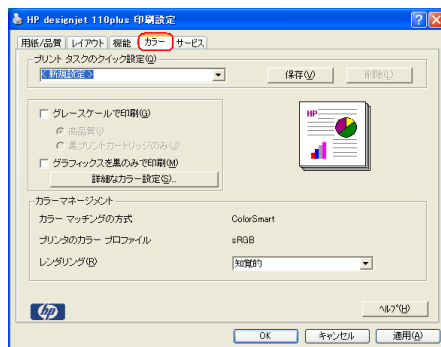 HP designjet 110plus 印刷設定
用紙/品質 レイアウト 機能 カラー サービス
プリント タスクのクイック設定(Q)
<新規設定> 保存(V) 削除(L)
グレースケールで印刷(G)
高品質(I)
黒プリントカートリッジのみ(J)
グラフィックスを黒のみで印刷(M)
詳細なカラー設定(S)...
HP
カラーマネージメント
カラー マッチングの方式 ColorSmart
プリンタのカラー プロファイル sRGB
レンダリング(R) 知覚的
hp ヘルプ(H)
OK キャンセル 適用(A)